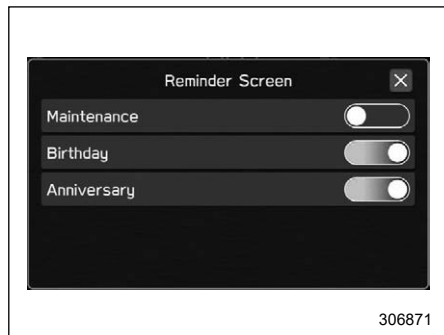 Reminder Screen
Maintenance
Birthday
Anniversary
306871